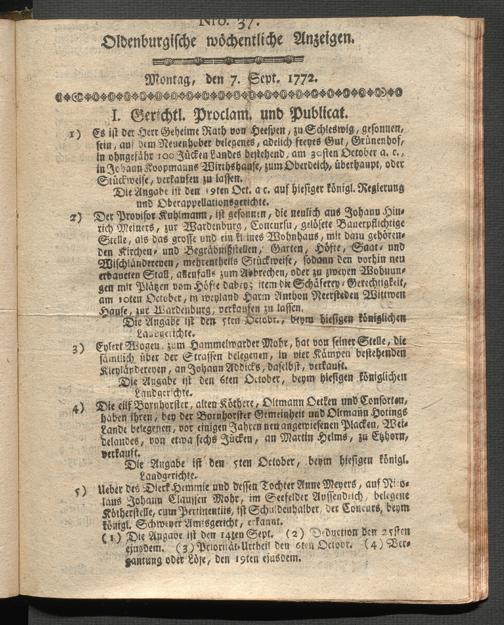 Nro. 37.
Oldenburgische wöchentliche Anzeigen.
Montag, den 7. Sept. 1772.
I. Gerichtl. Proclam. und Publicat.
1) Es ist der Herr Geheime Rath von Heespen, zu Schleswig, gesonnen,
sein, auf dem Neuenhuber belegenes, adelich freyes Gut, Grünenhof,
in ohngefähr 100 Jücken Landes bestehend, am 30sten October a. c.,
in Johann Koopmanns Wirthshause, zum Oberdeich, überhaupt, oder
Stückweise, verkaufen zu lassen.
Die Angabe ist den 19ten Oct. a c. auf hiesiger königl. Regierung
und Oberappellationsgerichte.
2) Der Provisor Kuhlmann, ist gesonnen, die neulich aus Johann Hin-
rich Meiners, zur Wardenburg, Concursu, gelösete Bauerpflichtige
Stelle, als das grosse und ein kleines Wohnhaus, mit dazu gehören-
den Kirchen- und Begräbnißstellen, Garten, Höfte, Saat- und
Wischländereyen, mehrentheils Stückweise, sodann den vorhin neu
erbaueten Stall, allenfalls zum Abbrechen, oder zu zweyen Wohnun-
gen mit Plätzen vom Höfte dabey; item die Schäferey-Gerechtigkeit,
am 10ten October, in weyland Harm Anthon Neersteden Wittwen
Hause, zur Wardenburg, verkaufen zu lassen.
Die Angabe ist den 5ten Octobr., beym hiesigen königlichen
Landgerichte.
3) Eylert Wogen, zum Hammelwarder Mohr, hat von seiner Stelle, die
sämtlich über der Strassen belegenen, in vier Kämpen bestehenden
Kleyländereyen, an Johann Addicks, daselbst, verkauft.
Die Angabe ist den 6ten October, beym hiesigen königlichen
Landgerichte.
4) Die eilf Bornhorster, alten Köthere, Oltmann Oetken und Consorten,
haben ihren, bey der Bornhorster Gemeinheit und Oltmann Hotings
Lande belegenen, vor einigen Jahren neu angewiesenen Placken, Wei-
delandes, von etwa sechs Jücken, an Martin Helms, zu Etzhorn,
verkauft.
Die Angabe ist den 5ten October, beym hiesigen königl.
Landgerichte.
5) Ueber des Dierk Hemmie und dessen Tochter Anne Meyers, auf Nico-
laus Johann Claussen Mohr, im Seefelder Aussendeich, belegene
Kötherstelle, cum Pertinentiis, ist Schuldenhalber, der Concurs, beym
königl. Schweyer Amtsgericht, erkannt.
(1) Die Angabe ist den 14ten Sept. (2) Deduction den 25sten
ejusdem. (3) Prioritäts-Urtheil den 6ten Octobr. (4) Ver-
gantung oder Löse, den 19ten ejusdem.